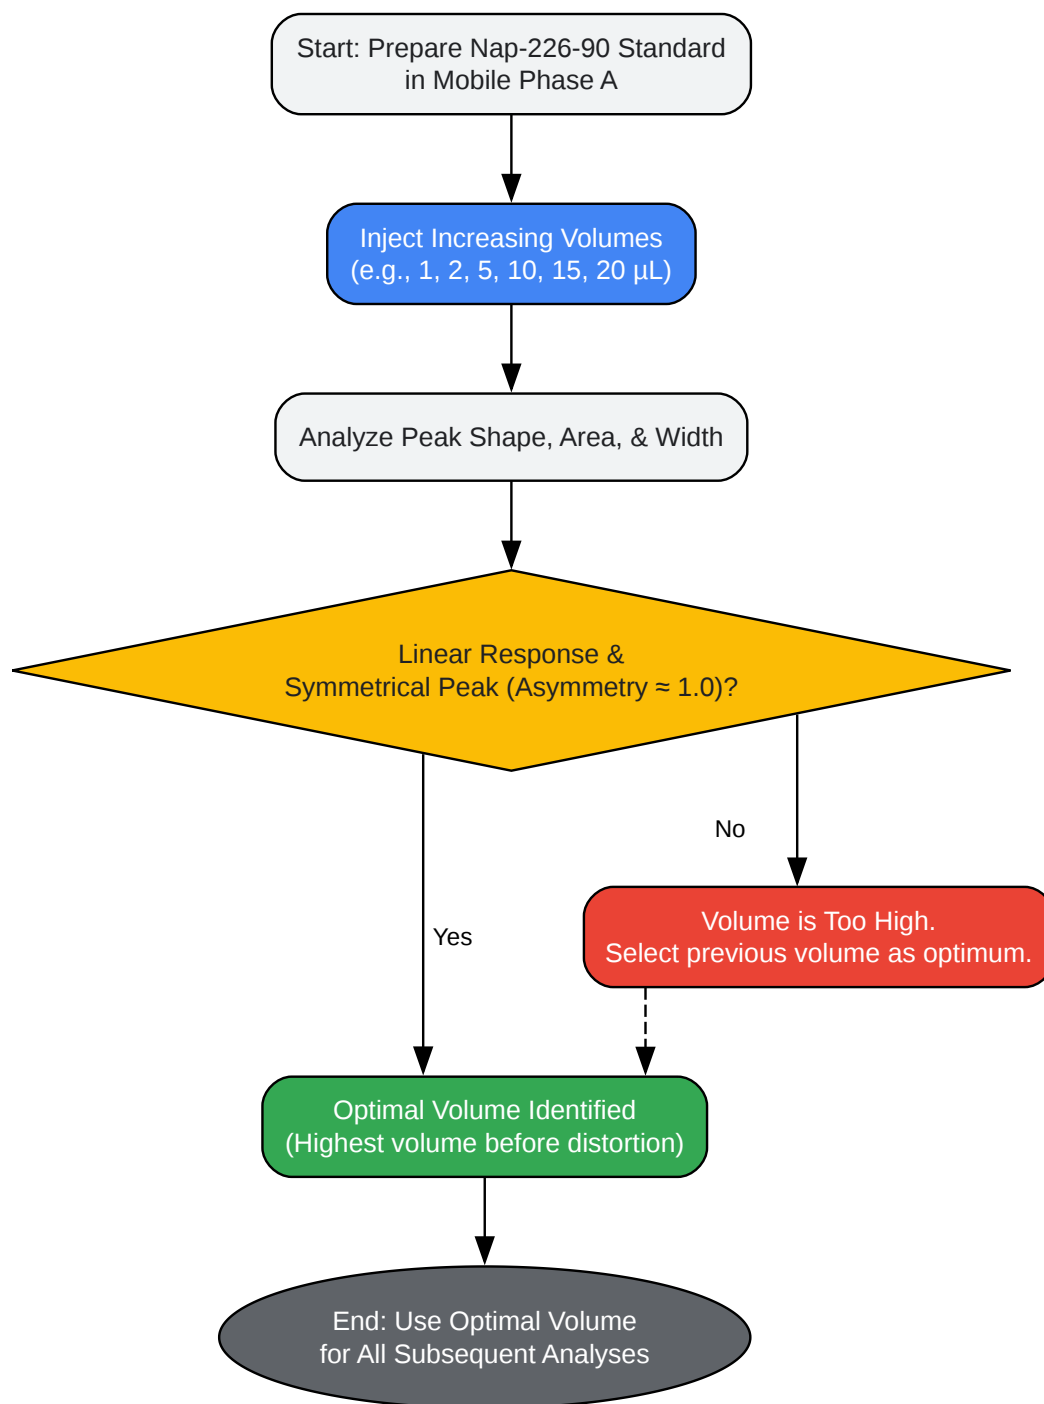 Start: Prepare Nap-226-90 Standard
in Mobile Phase A
Inject Increasing Volumes
(e.g., 1, 2, 5, 10, 15, 20 µL)
Analyze Peak Shape, Area, & Width
Linear Response &
Symmetrical Peak (Asymmetry ≈ 1.0)?
No
Volume is Too High.
Select previous volume as optimum.
Yes
Optimal Volume Identified
(Highest volume before distortion)
End: Use Optimal Volume
for All Subsequent Analyses